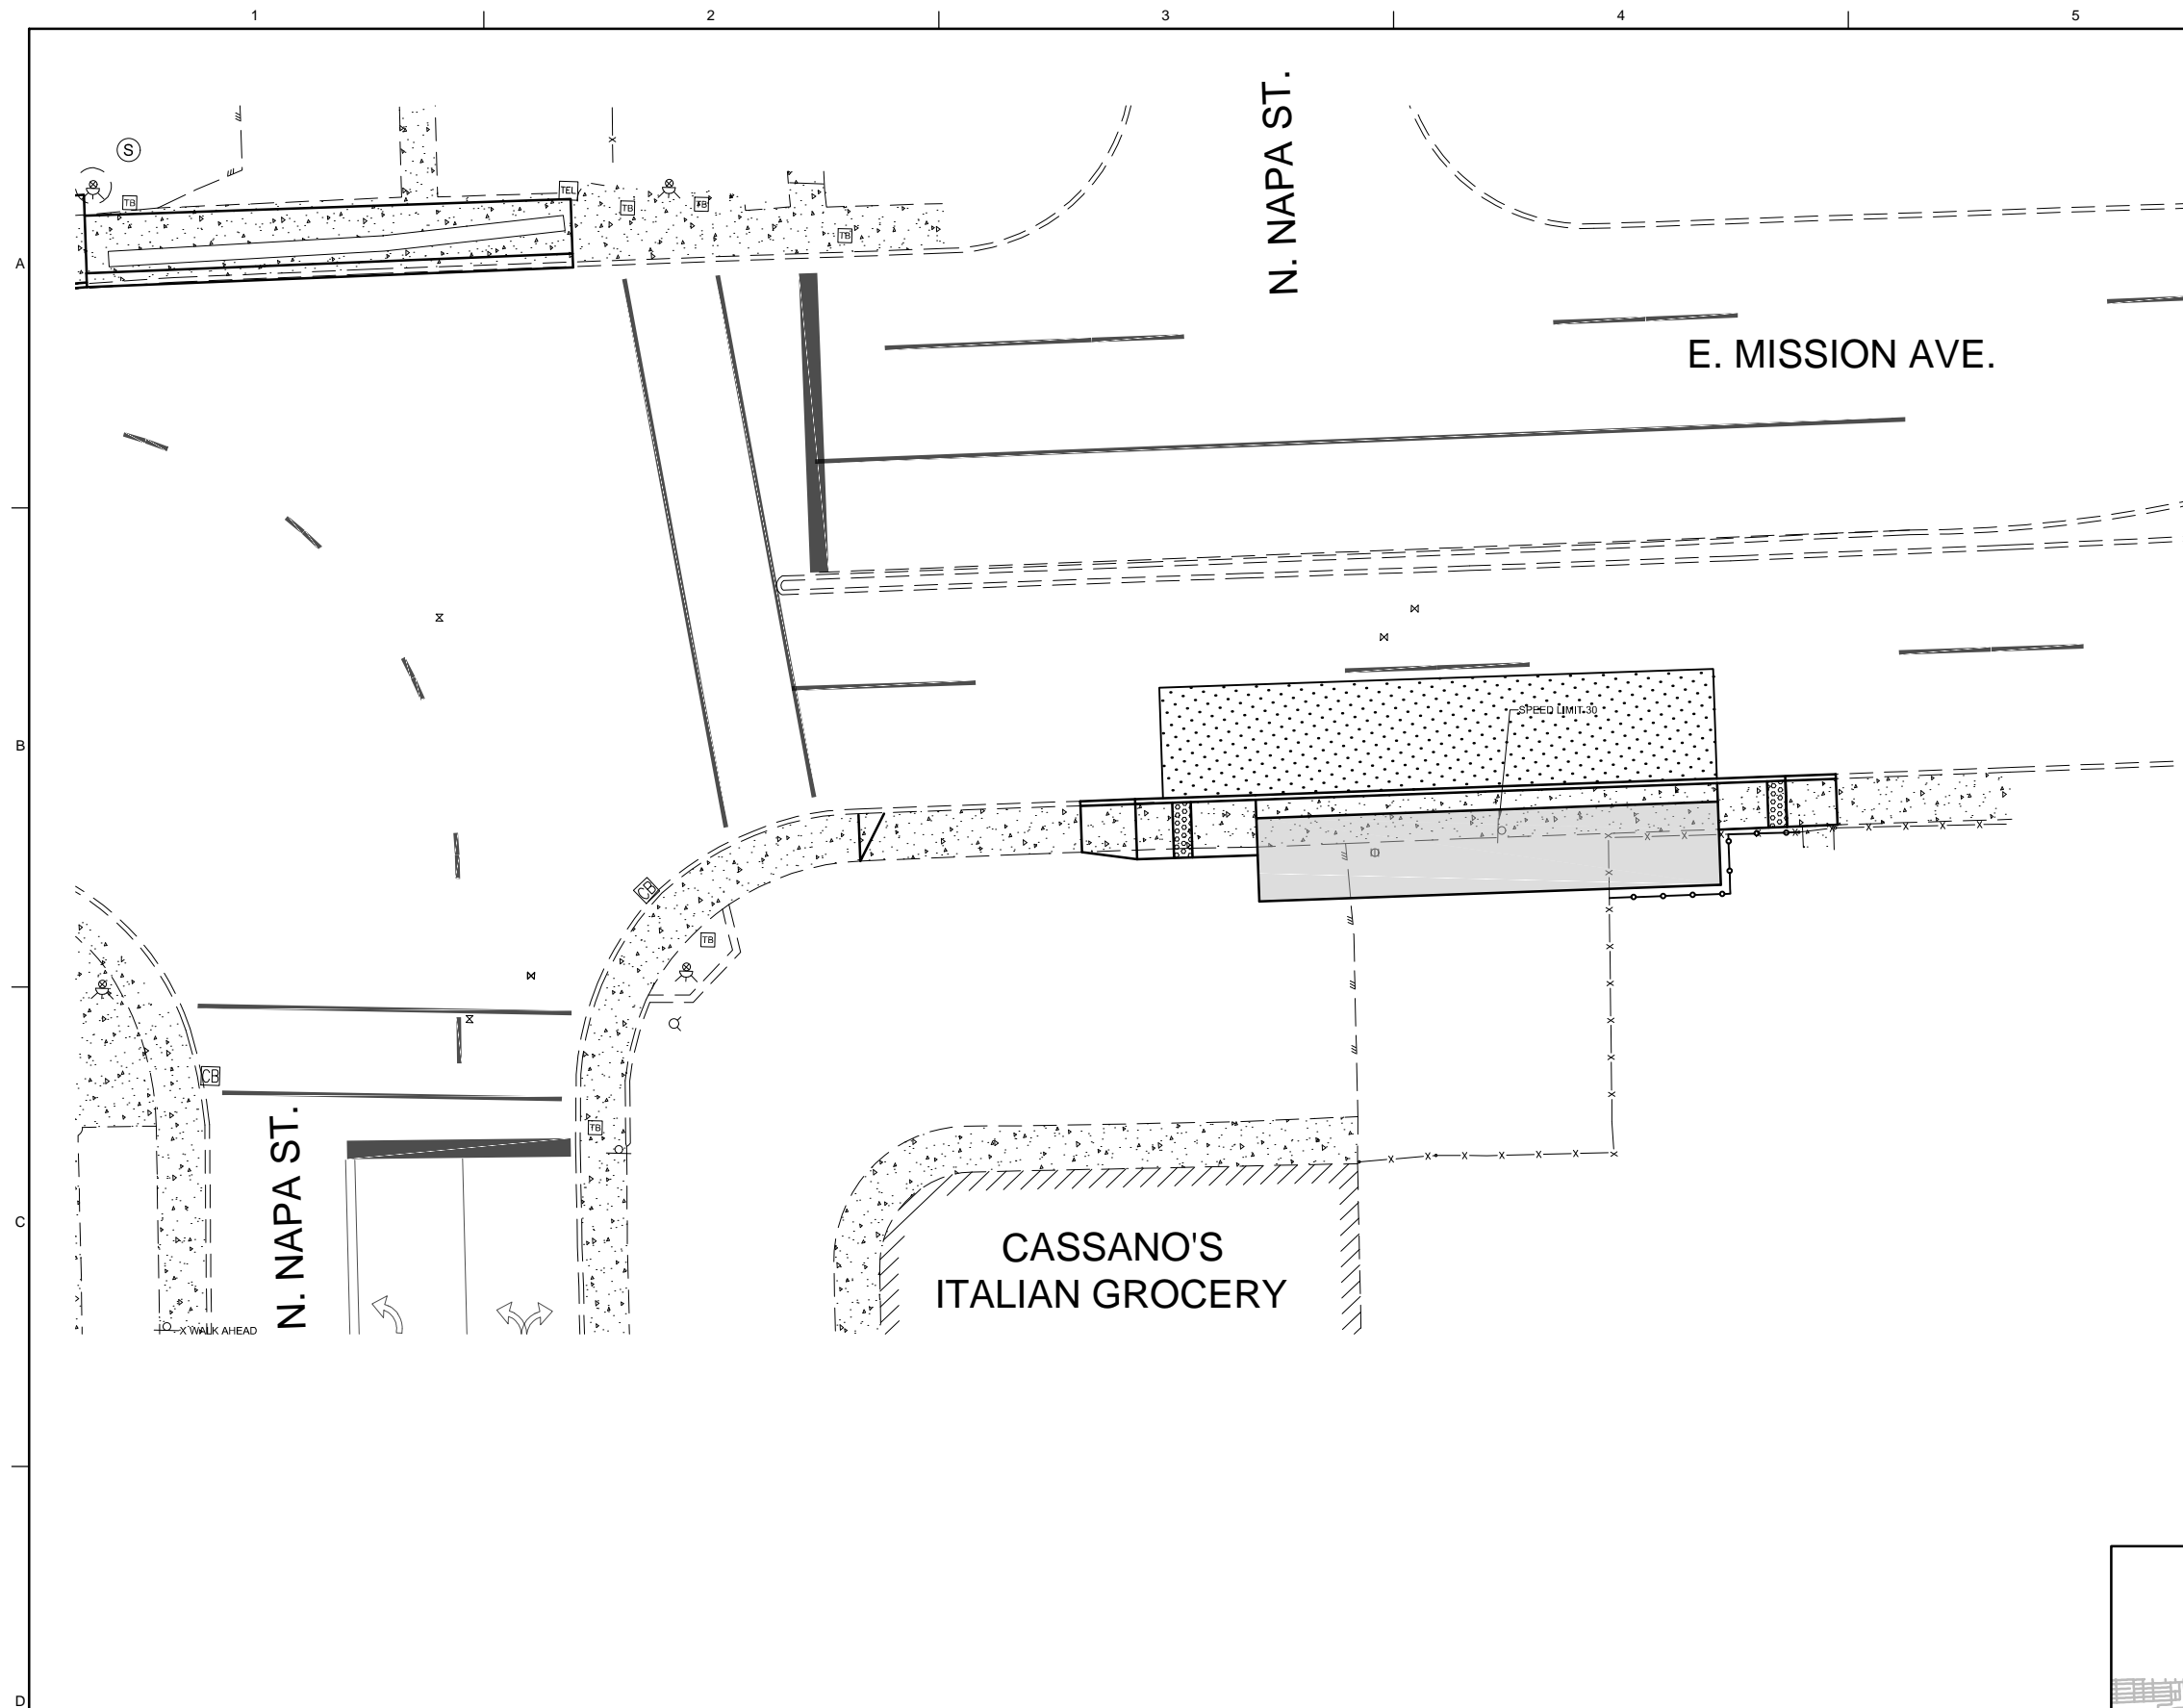 1 2 3 4 5
N. NAPA ST.
S
TB
TEL
TB
TB
TB
A
E. MISSION AVE.
SPEED LIMIT 30
B
CB
TB
CB
TB
N. NAPA ST.
C
CASSANO'S
ITALIAN GROCERY
X WALK AHEAD
D